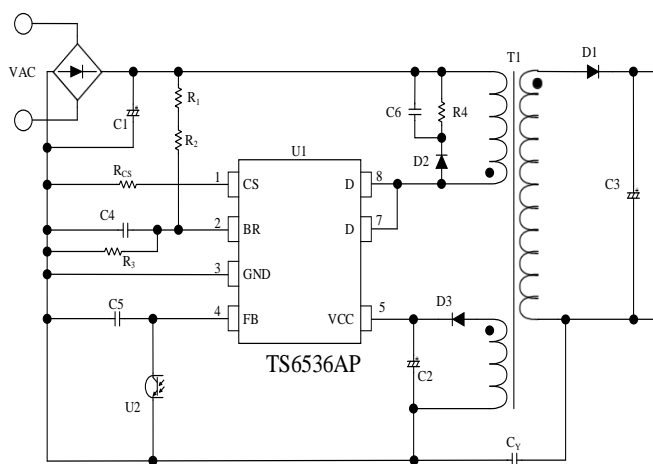 T1
D1
VAC
R1
C1
R2
C6
R4
U1
D2
RCS
1
CS
D
8
C3
C4
2
BR
D
7
R3
3
GND
C5
4
FB
VCC
5
D3
TS6536AP
C2
U2
CY